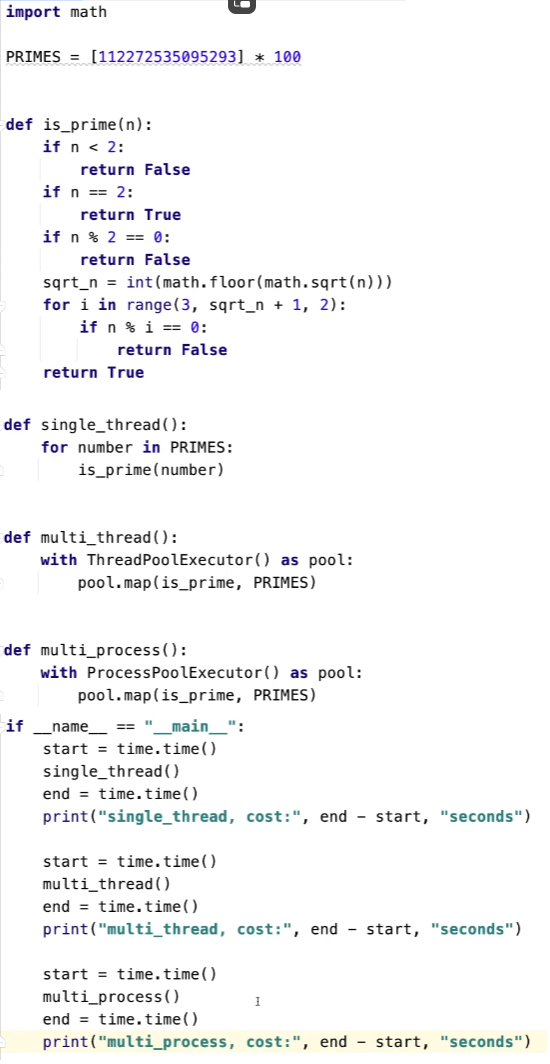 import math
PRIMES = [112272535095293] * 100
def is_prime(n):
    if n < 2:
        return False
    if n == 2:
        return True
    if n % 2 == 0:
        return False
    sqrt_n = int(math.floor(math.sqrt(n)))
    for i in range(3, sqrt_n + 1, 2):
        if n % i == 0:
            return False
    return True
def single_thread():
    for number in PRIMES:
        is_prime(number)
def multi_thread():
    with ThreadPoolExecutor() as pool:
        pool.map(is_prime, PRIMES)
def multi_process():
    with ProcessPoolExecutor() as pool:
        pool.map(is_prime, PRIMES)
if __name__ == "__main__":
    start = time.time()
    single_thread()
    end = time.time()
    print("single_thread, cost:", end - start, "seconds")
    start = time.time()
    multi_thread()
    end = time.time()
    print("multi_thread, cost:", end - start, "seconds")
    start = time.time()
    multi_process()
    end = time.time()
    print("multi_process, cost:", end - start, "seconds")